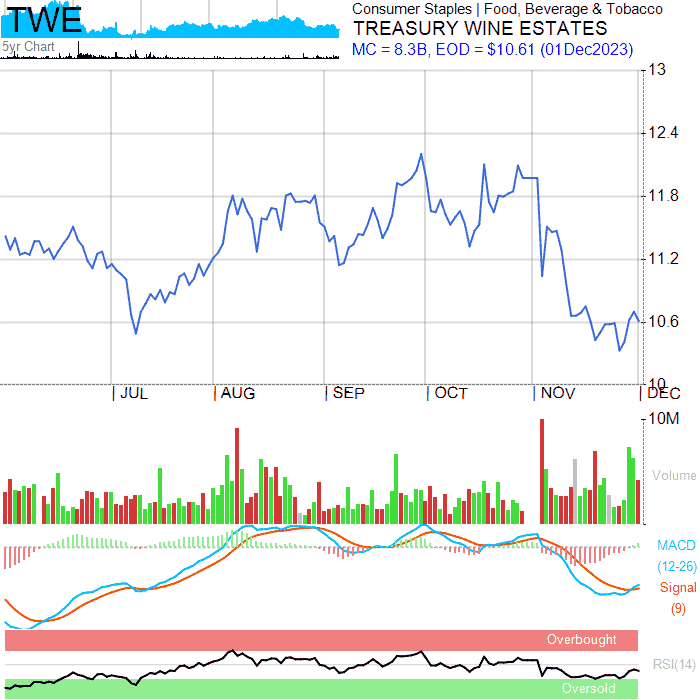 TWE
5yr Chart
Consumer Staples | Food, Beverage & Tobacco
TREASURY WINE ESTATES
MC = 8.3B, EOD = $10.61 (01Dec2023)
13
12.4
11.8
11.2
10.6
10
| JUL | AUG | SEP | OCT | NOV | DEC
10M
Volume
MACD
(12-26)
Signal
(9)
Overbought
RSI(14)
Oversold